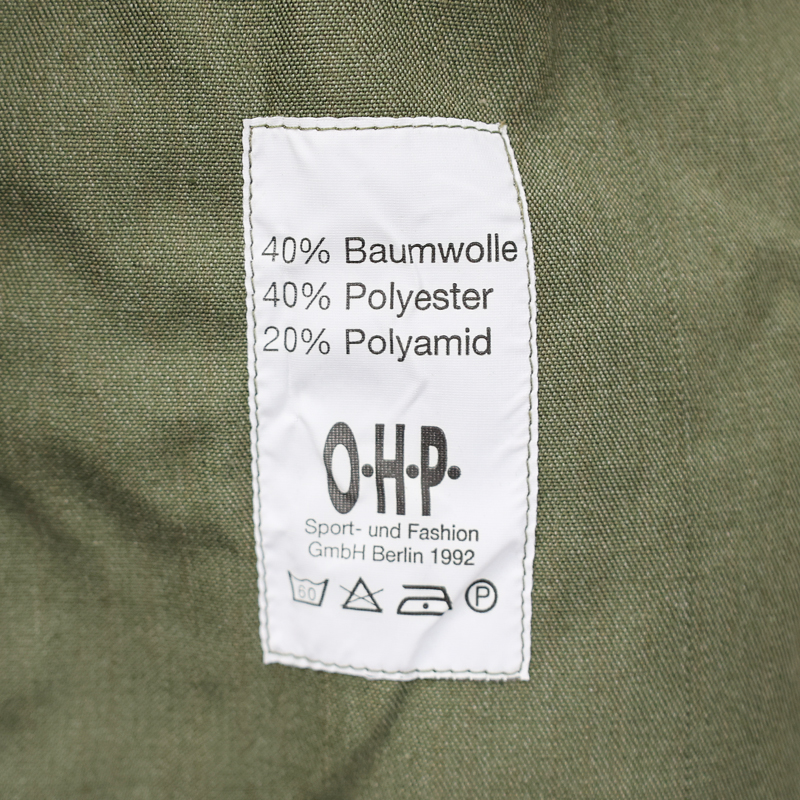 40% Baumwolle
40% Polyester
20% Polyamid
O·H·P·
Sport- und Fashion
GmbH Berlin 1992
60 P